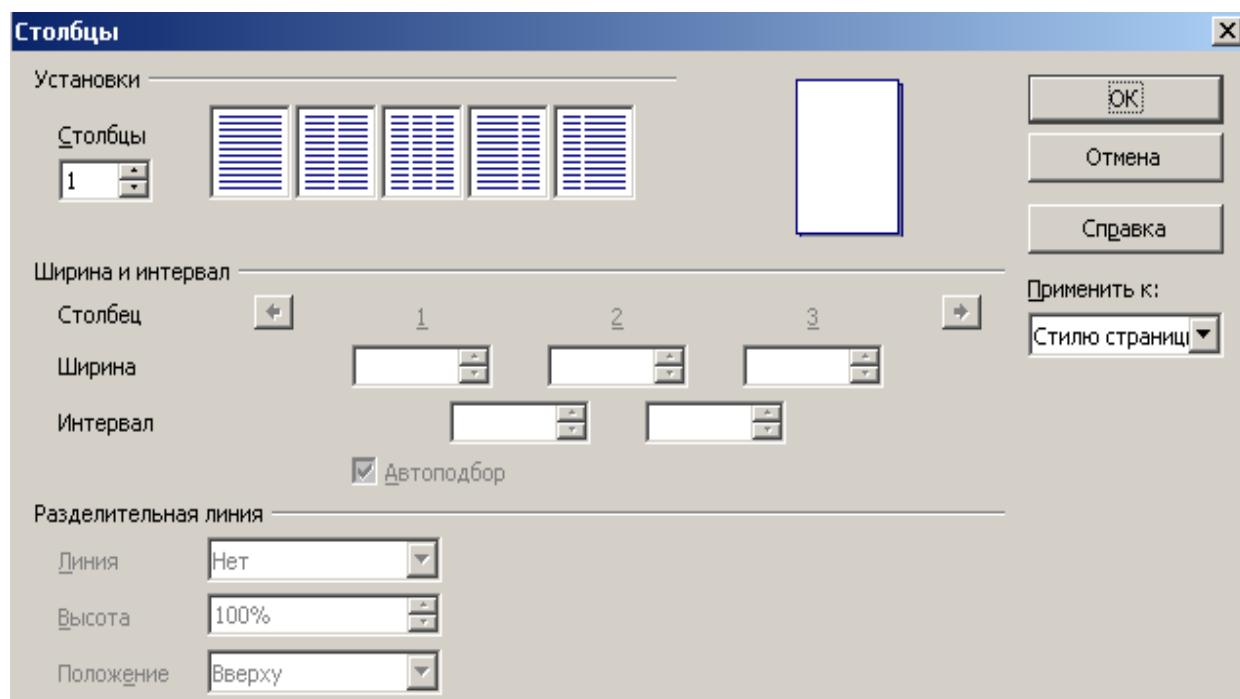 Столбцы
Установки
Столбцы
1
OK
Отмена
Справка
Ширина и интервал
Столбец 1 2 3
Ширина
Интервал
Автоподбор
Применить к:
Стилю страниц
Разделительная линия
Линия Нет
Высота 100%
Положение Вверху